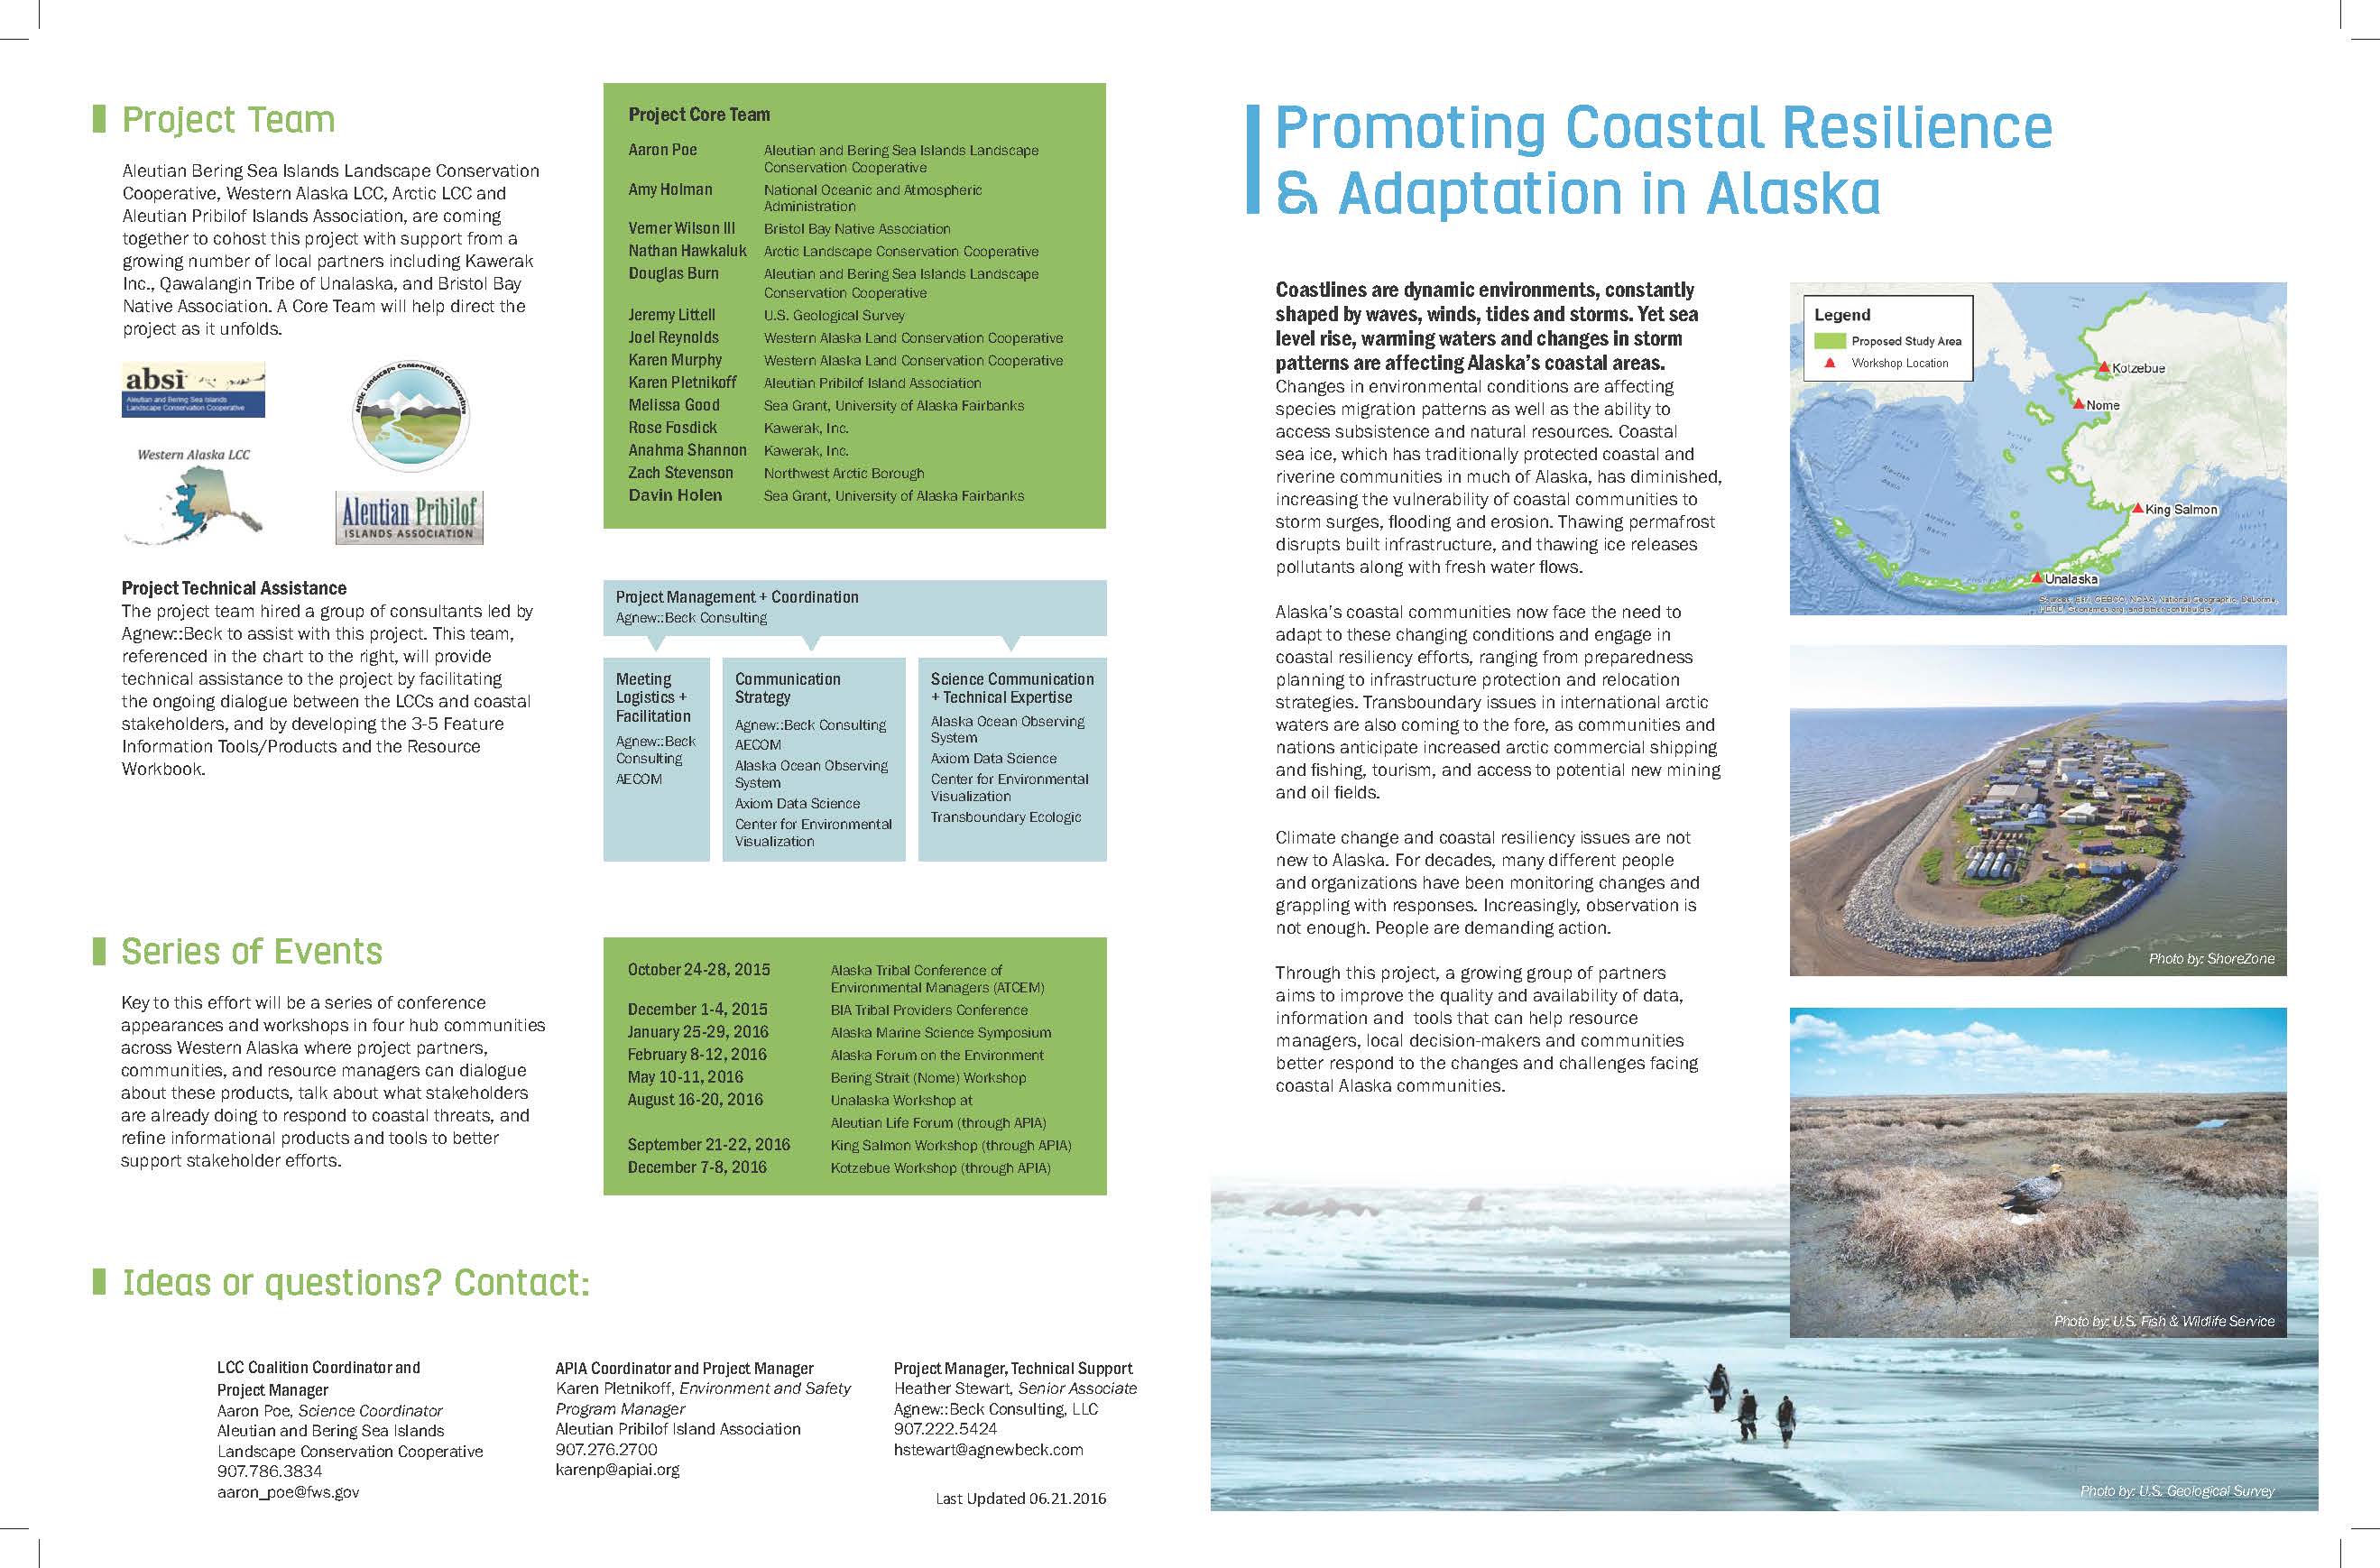 Project Team
Aleutian Bering Sea Islands Landscape Conservation
Cooperative, Western Alaska LCC, Arctic LCC and
Aleutian Pribilof Islands Association, are coming
together to cohost this project with support from a
growing number of local partners including Kawerak
Inc., Qawalangin Tribe of Unalaska, and Bristol Bay
Native Association. A Core Team will help direct the
project as it unfolds.
absi
Aleutian and Bering Sea Islands
Landscape Conservation Cooperative
Arctic Landscape Conservation Cooperative
Western Alaska LCC
Aleutian Pribilof
ISLANDS ASSOCIATION
Project Technical Assistance
The project team hired a group of consultants led by
Agnew::Beck to assist with this project. This team,
referenced in the chart to the right, will provide
technical assistance to the project by facilitating
the ongoing dialogue between the LCCs and coastal
stakeholders, and by developing the 3-5 Feature
Information Tools/Products and the Resource
Workbook.
Project Core Team
Aaron Poe Aleutian and Bering Sea Islands Landscape
Conservation Cooperative
Amy Holman National Oceanic and Atmospheric
Administration
Verner Wilson III Bristol Bay Native Association
Nathan Hawkaluk Arctic Landscape Conservation Cooperative
Douglas Burn Aleutian and Bering Sea Islands Landscape
Conservation Cooperative
Jeremy Littell U.S. Geological Survey
Joel Reynolds Western Alaska Land Conservation Cooperative
Karen Murphy Western Alaska Land Conservation Cooperative
Karen Pletnikoff Aleutian Pribilof Island Association
Melissa Good Sea Grant, University of Alaska Fairbanks
Rose Fosdick Kawerak, Inc.
Anahma Shannon Kawerak, Inc.
Zach Stevenson Northwest Arctic Borough
Davin Holen Sea Grant, University of Alaska Fairbanks
Project Management + Coordination
Agnew::Beck Consulting
Meeting
Logistics +
Facilitation
Agnew::Beck
Consulting
AECOM
Communication
Strategy
Agnew::Beck Consulting
AECOM
Alaska Ocean Observing
System
Axiom Data Science
Center for Environmental
Visualization
Science Communication
+ Technical Expertise
Alaska Ocean Observing
System
Axiom Data Science
Center for Environmental
Visualization
Transboundary Ecologic
Series of Events
Key to this effort will be a series of conference
appearances and workshops in four hub communities
across Western Alaska where project partners,
communities, and resource managers can dialogue
about these products, talk about what stakeholders
are already doing to respond to coastal threats, and
refine informational products and tools to better
support stakeholder efforts.
October 24-28, 2015 Alaska Tribal Conference of
Environmental Managers (ATCEM)
December 1-4, 2015 BIA Tribal Providers Conference
January 25-29, 2016 Alaska Marine Science Symposium
February 8-12, 2016 Alaska Forum on the Environment
May 10-11, 2016 Bering Strait (Nome) Workshop
August 16-20, 2016 Unalaska Workshop at
Aleutian Life Forum (through APIA)
September 21-22, 2016 King Salmon Workshop (through APIA)
December 7-8, 2016 Kotzebue Workshop (through APIA)
Ideas or questions? Contact:
LCC Coalition Coordinator and
Project Manager
Aaron Poe, Science Coordinator
Aleutian and Bering Sea Islands
Landscape Conservation Cooperative
907.786.3834
aaron_poe@fws.gov
APIA Coordinator and Project Manager
Karen Pletnikoff, Environment and Safety
Program Manager
Aleutian Pribilof Island Association
907.276.2700
karenp@apiai.org
Project Manager, Technical Support
Heather Stewart, Senior Associate
Agnew::Beck Consulting, LLC
907.222.5424
hstewart@agnewbeck.com
Last Updated 06.21.2016
Promoting Coastal Resilience
& Adaptation in Alaska
Coastlines are dynamic environments, constantly
shaped by waves, winds, tides and storms. Yet sea
level rise, warming waters and changes in storm
patterns are affecting Alaska's coastal areas.
Changes in environmental conditions are affecting
species migration patterns as well as the ability to
access subsistence and natural resources. Coastal
sea ice, which has traditionally protected coastal and
riverine communities in much of Alaska, has diminished,
increasing the vulnerability of coastal communities to
storm surges, flooding and erosion. Thawing permafrost
disrupts built infrastructure, and thawing ice releases
pollutants along with fresh water flows.
Alaska's coastal communities now face the need to
adapt to these changing conditions and engage in
coastal resiliency efforts, ranging from preparedness
planning to infrastructure protection and relocation
strategies. Transboundary issues in international arctic
waters are also coming to the fore, as communities and
nations anticipate increased arctic commercial shipping
and fishing, tourism, and access to potential new mining
and oil fields.
Climate change and coastal resiliency issues are not
new to Alaska. For decades, many different people
and organizations have been monitoring changes and
grappling with responses. Increasingly, observation is
not enough. People are demanding action.
Through this project, a growing group of partners
aims to improve the quality and availability of data,
information and tools that can help resource
managers, local decision-makers and communities
better respond to the changes and challenges facing
coastal Alaska communities.
Legend
Proposed Study Area
Workshop Location
Kotzebue
Nome
King Salmon
Unalaska
Photo by: ShoreZone
Photo by: U.S. Fish & Wildlife Service
Photo by: U.S. Geological Survey